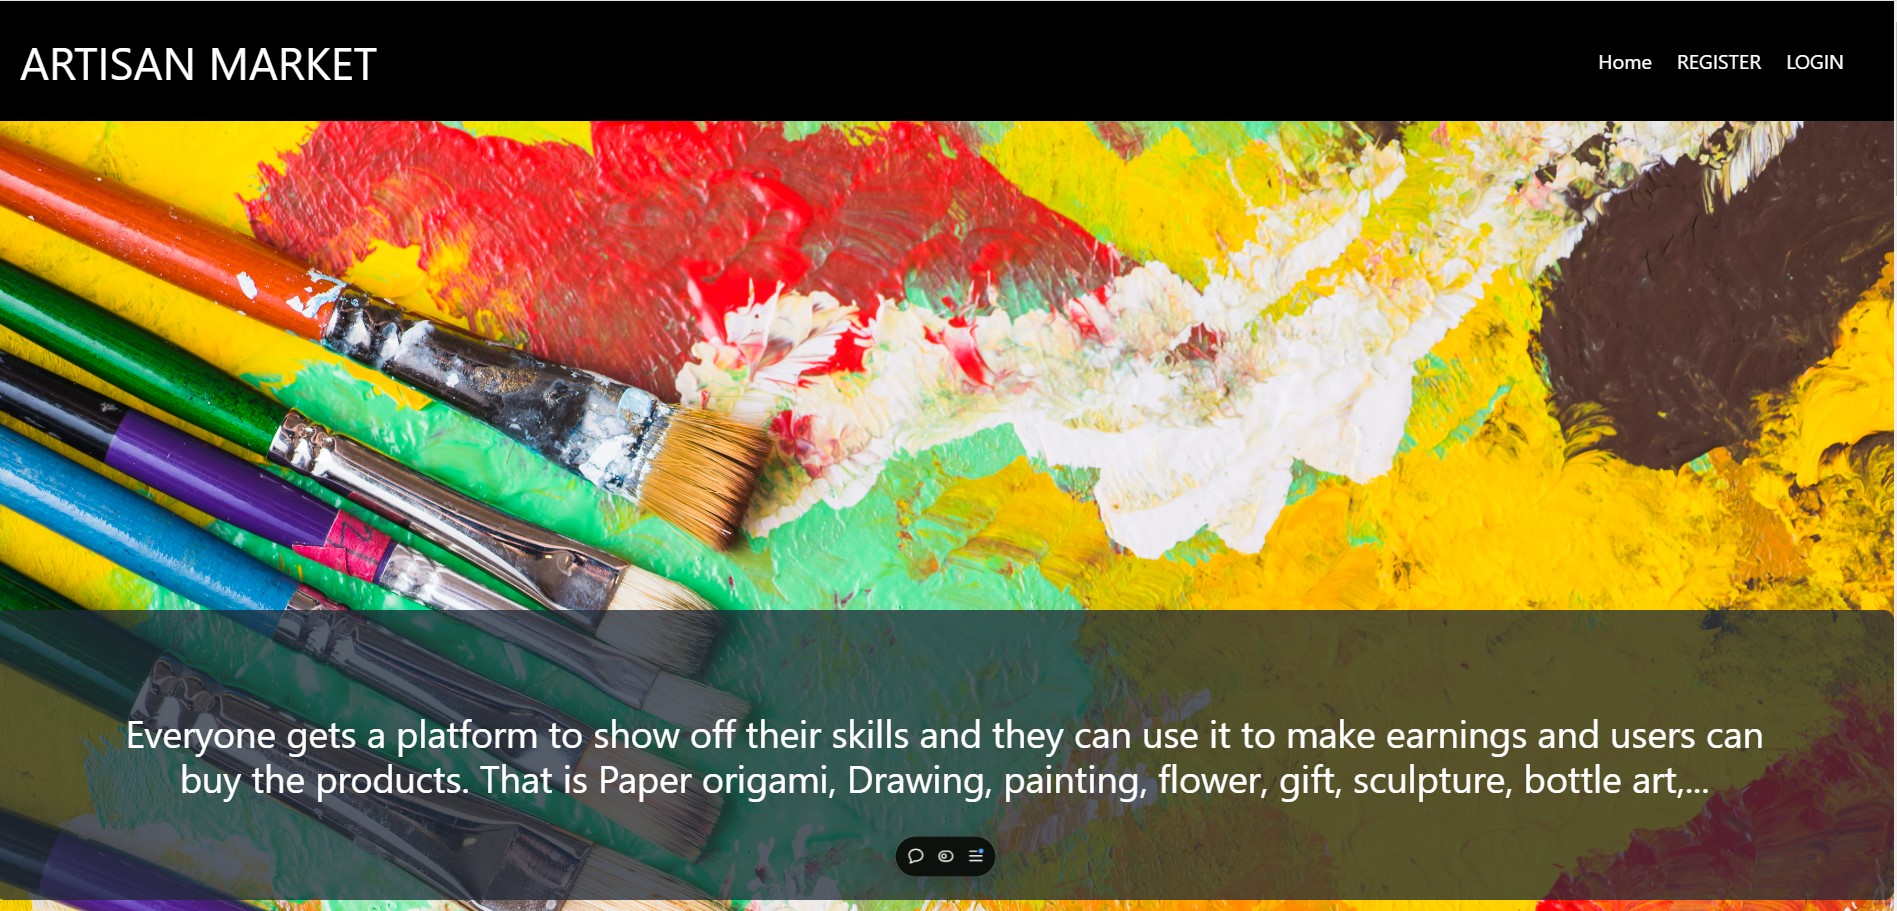 ARTISAN MARKET
Home REGISTER LOGIN
Everyone gets a platform to show off their skills and they can use it to make earnings and users can
buy the products. That is Paper origami, Drawing, painting, flower, gift, sculpture, bottle art,...